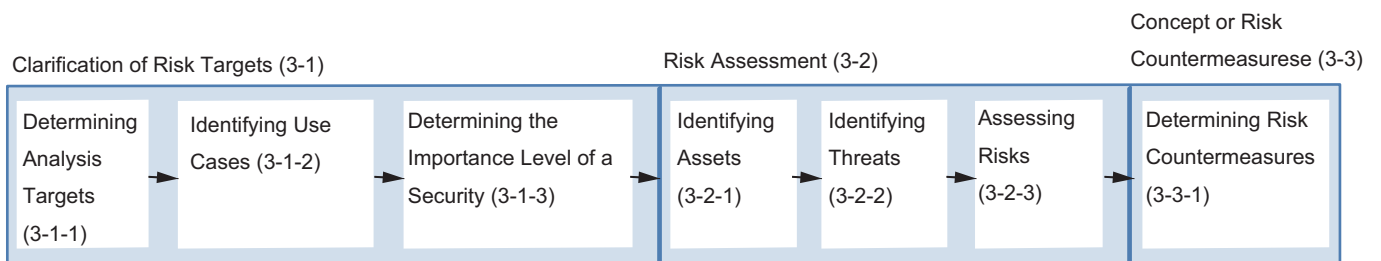 Clarification of Risk Targets (3-1)
Risk Assessment (3-2)
Concept or Risk
Countermeasurese (3-3)
Determining
Analysis
Targets
(3-1-1)
Identifying Use
Cases (3-1-2)
Determining the
Importance Level of a
Security (3-1-3)
Identifying
Assets
(3-2-1)
Identifying
Threats
(3-2-2)
Assessing
Risks
(3-2-3)
Determining Risk
Countermeasures
(3-3-1)